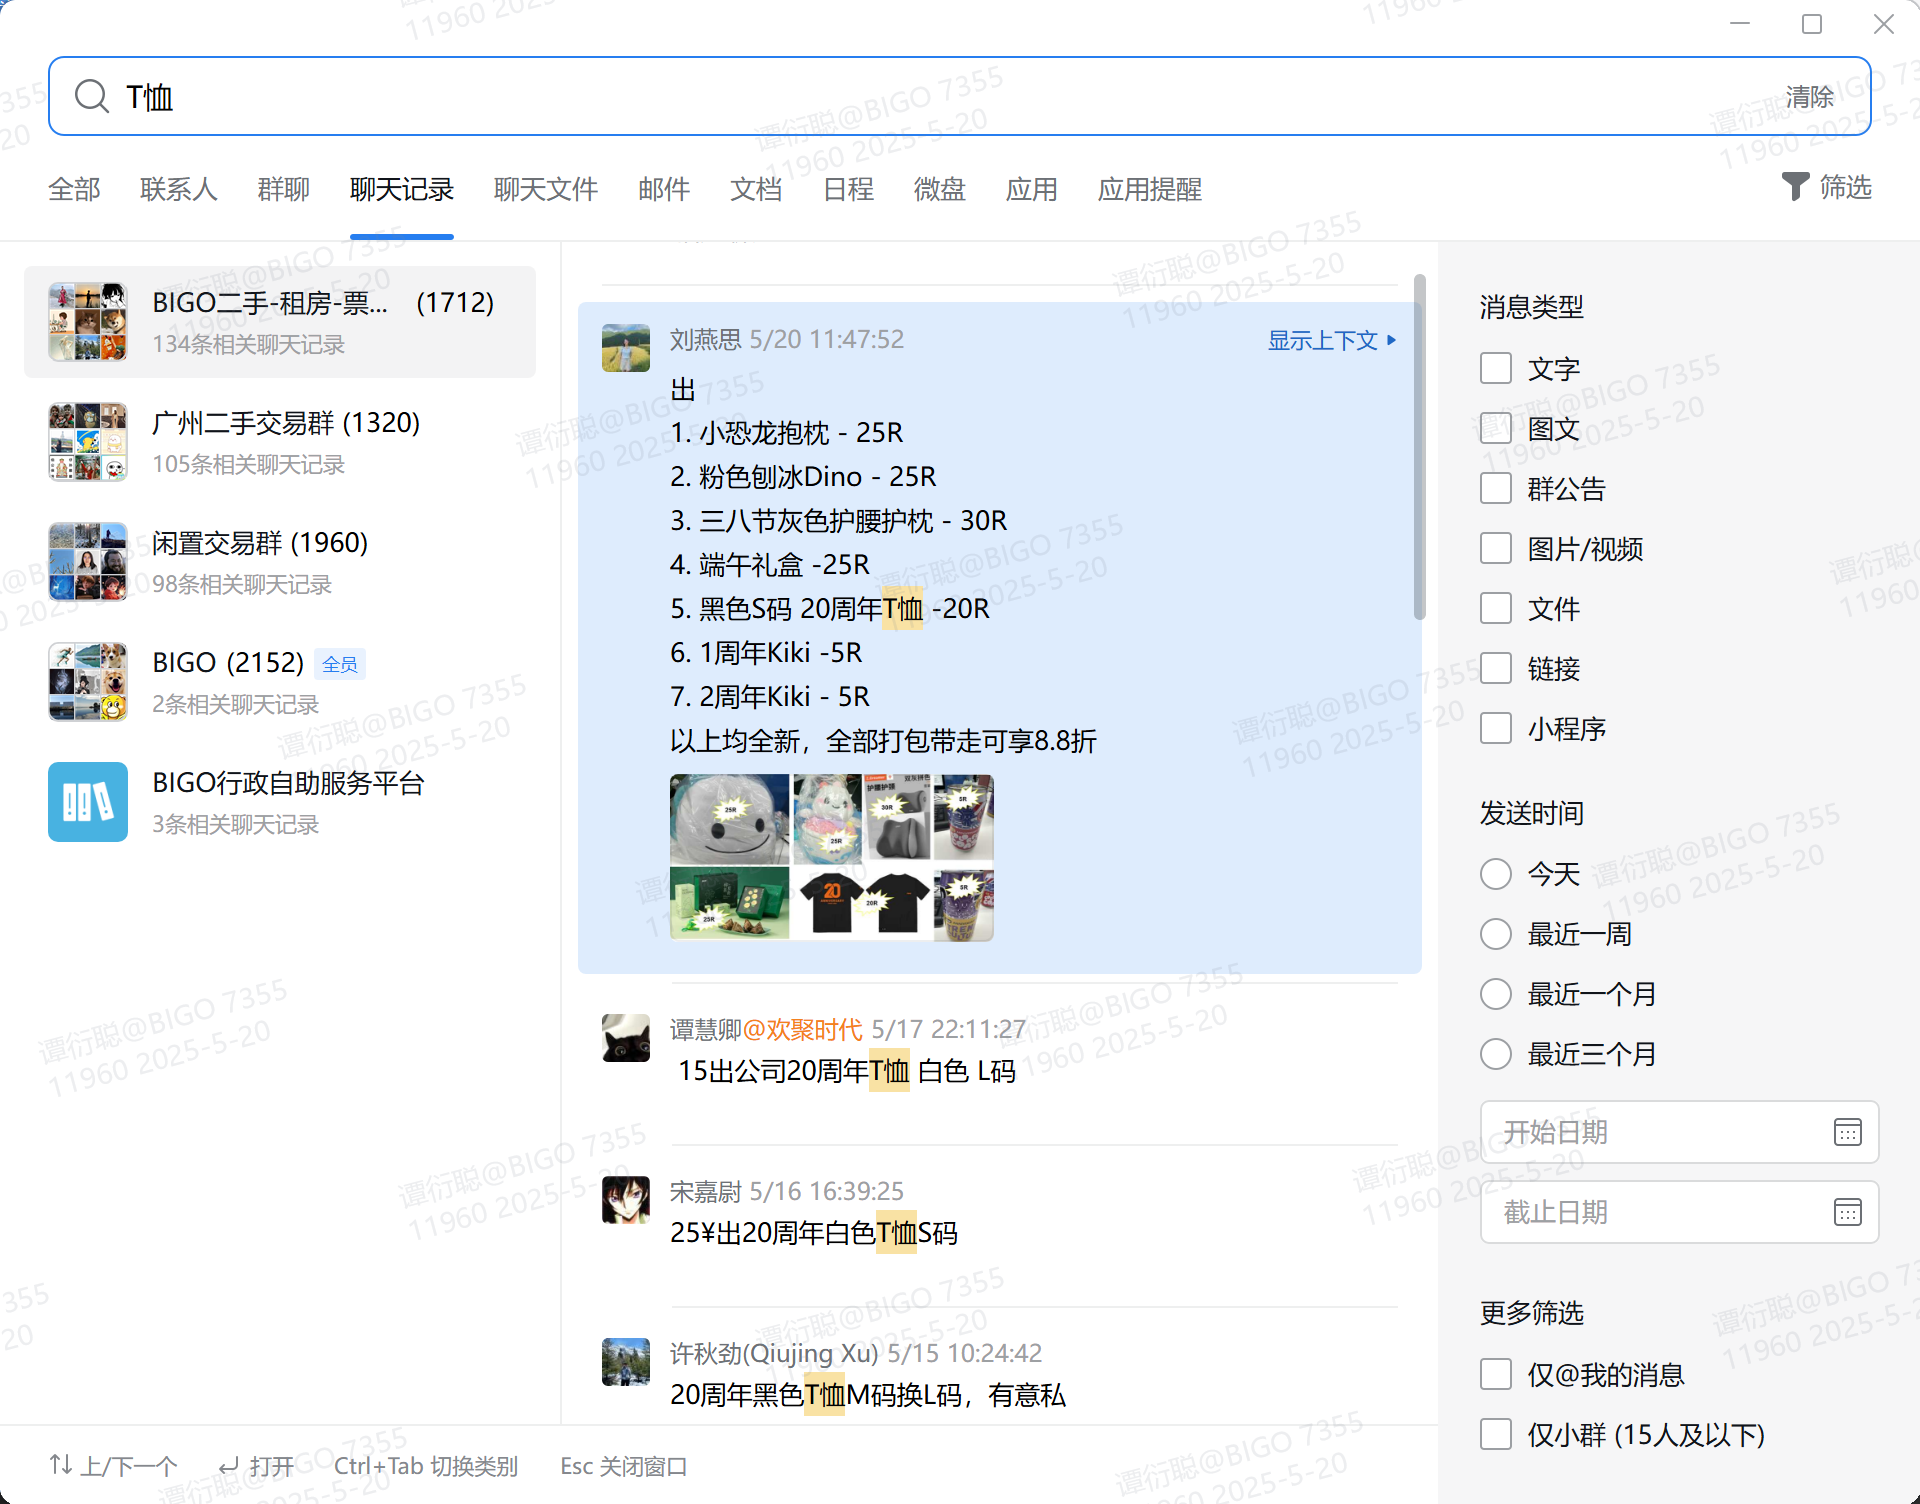 T恤
清除
全部 联系人 群聊 聊天记录 聊天文件 邮件 文档 日程 微盘 应用 应用提醒
筛选
BIGO二手-租房-票... (1712)
134条相关聊天记录
广州二手交易群 (1320)
105条相关聊天记录
闲置交易群 (1960)
98条相关聊天记录
BIGO (2152) 全员
2条相关聊天记录
BIGO行政自助服务平台
3条相关聊天记录
刘燕思 5/20 11:47:52
显示上下文
出
1. 小恐龙抱枕 - 25R
2. 粉色刨冰Dino - 25R
3. 三八节灰色护腰护枕 - 30R
4. 端午礼盒 -25R
5. 黑色S码 20周年T恤 -20R
6. 1周年Kiki -5R
7. 2周年Kiki - 5R
以上均全新，全部打包带走可享8.8折
25R
25R
30R
5R
25R
20
20R
5R
谭慧卿@欢聚时代 5/17 22:11:27
15出公司20周年T恤 白色 L码
宋嘉尉 5/16 16:39:25
25¥出20周年白色T恤S码
许秋劲(Qiujing Xu) 5/15 10:24:42
20周年黑色T恤M码换L码，有意私
消息类型
文字
图文
群公告
图片/视频
文件
链接
小程序
发送时间
今天
最近一周
最近一个月
最近三个月
开始日期
截止日期
更多筛选
仅@我的消息
仅小群 (15人及以下)
上/下一个 打开 Ctrl+Tab 切换类别 Esc 关闭窗口
谭衍聪@BIGO 7355
11960 2025-5-20